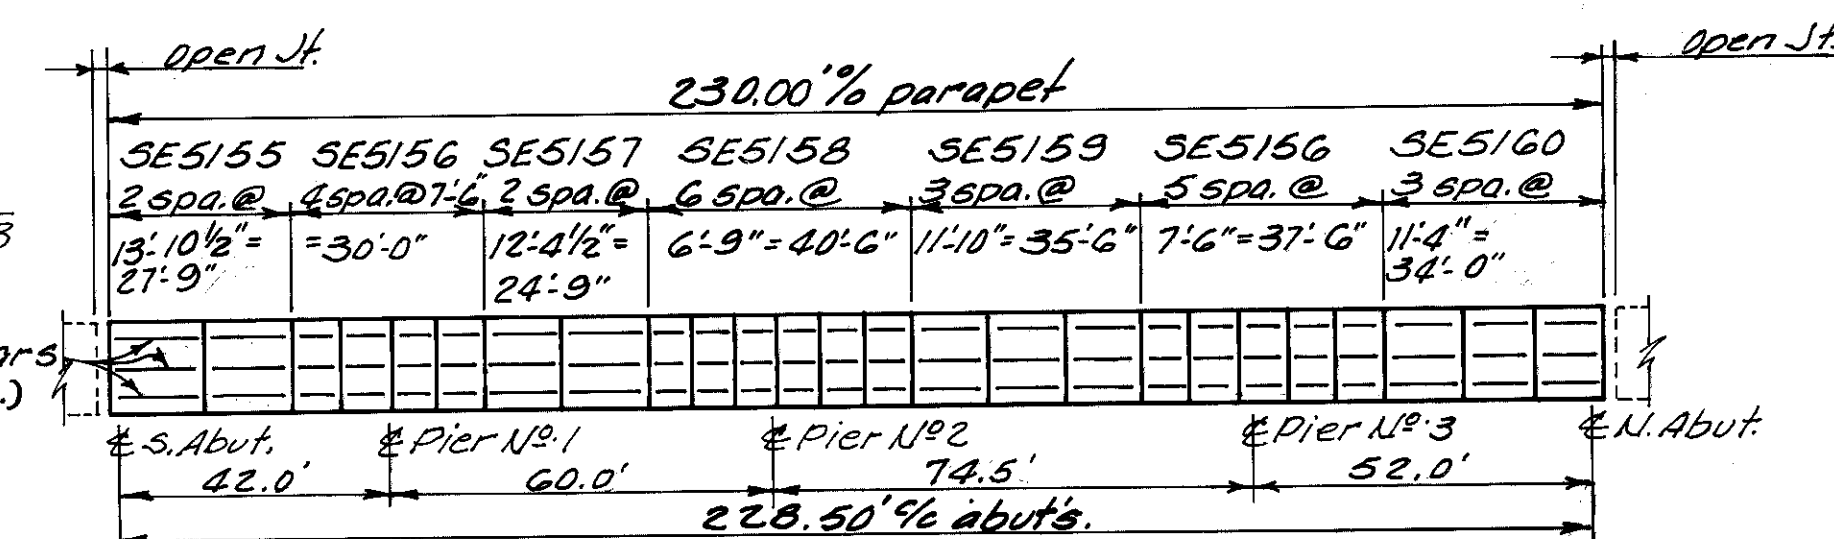 Open Jt.
Open Jt.
230.00' % parapet
SE5155 SE5156 SE5157 SE5158 SE5159 SE5156 SE5160
2 spa.@ 4 spa.@7'-6" 2 spa.@ 6 spa.@ 3 spa.@ 5 spa.@ 3 spa.@
13'-10½"= =30'-0" 12'-4½"= 6'-9"=40'-6" 11'-10"=35'-6" 7'-6"=37'-6" 11'-4"=
27'-9" 24'-9" 34'-0"
ars
.)
℄ S. Abut. ℄ Pier Nº 1 ℄ Pier Nº 2 ℄ Pier Nº 3 ℄ N. Abut.
42.0' 60.0' 74.5' 52.0'
228.50' c/c abut's.